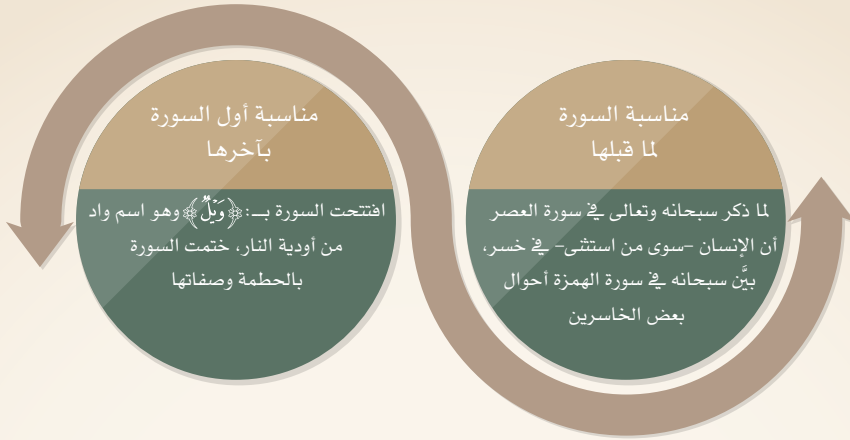 مناسبة السورة
لما قبلها
لما ذكر سبحانه وتعالى في سورة العصر
أن الإنسان -سوى من استثنى- في خسر،
بيَّن سبحانه في سورة الهمزة أحوال
بعض الخاسرين
مناسبة أول السورة
بآخرها
افتتحت السورة بـــ: ﴿وَيۡلٞ﴾ وهو اسم واد
من أودية النار، ختمت السورة
بالحطمة وصفاتها